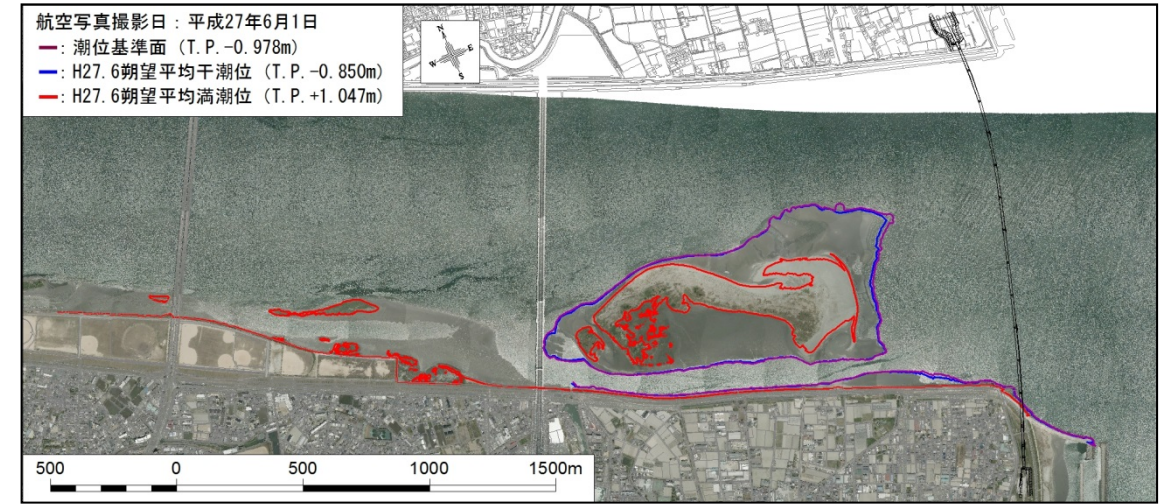 航空写真撮影日：平成27年6月1日
：潮位基準面（T.P.-0.978m）
：H27.6朔望平均干潮位（T.P.-0.850m）
：H27.6朔望平均満潮位（T.P.+1.047m）
N
W E
S
500 0 500 1000 1500m